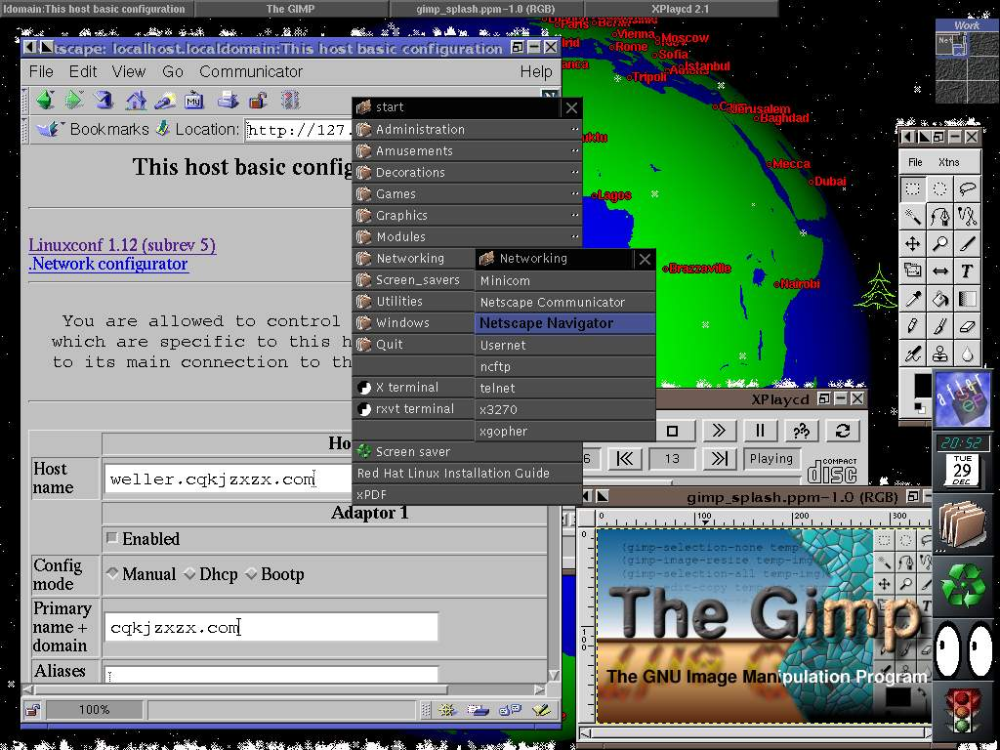 ldomain:This host basic configuration
The GIMP
gimp_splash.ppm-1.0 (RGB)
XPlaycd 2.1
tscape: localhost.localdomain:This host basic configuration
File Edit View Go Communicator Help
Bookmarks Location: http://127.
This host basic config
Linuxconf 1.12 (subrev 5)
.Network configurator
You are allowed to control
which are specific to this h
to its main connection to th
Ho
Host name
weller.cqkjzxzx.com
Adaptor 1
Enabled
Config mode
Manual Dhcp Bootp
Primary name + domain
cqkjzxzx.com
Aliases
100%
start
Administration
Amusements
Decorations
Games
Graphics
Modules
Networking
Screen_savers
Utilities
Windows
Quit
X terminal
rxvt terminal
Screen saver
Red Hat Linux Installation Guide
xPDF
Networking
Minicom
Netscape Communicator
Netscape Navigator
Usernet
ncftp
telnet
x3270
xgopher
Paris
Vienna
Moscow
Rome
Sofia
Istanbul
Tripoli
Jerusalem
Baghdad
Mecca
Dubai
Lagos
Brazzaville
Nairobi
Work
File Xtns
XPlaycd
6 13 Playing
COMPACT
disc
gimp_splash.ppm-1.0 (RGB)
0 100 200 300
0
100
(gimp-selection-none temp
(gimp-image-resize temp-img
(gimp-selection-all temp-im
The Gimp
The GNU Image Manipulation Program
after
20:52
TUE
29
DEC